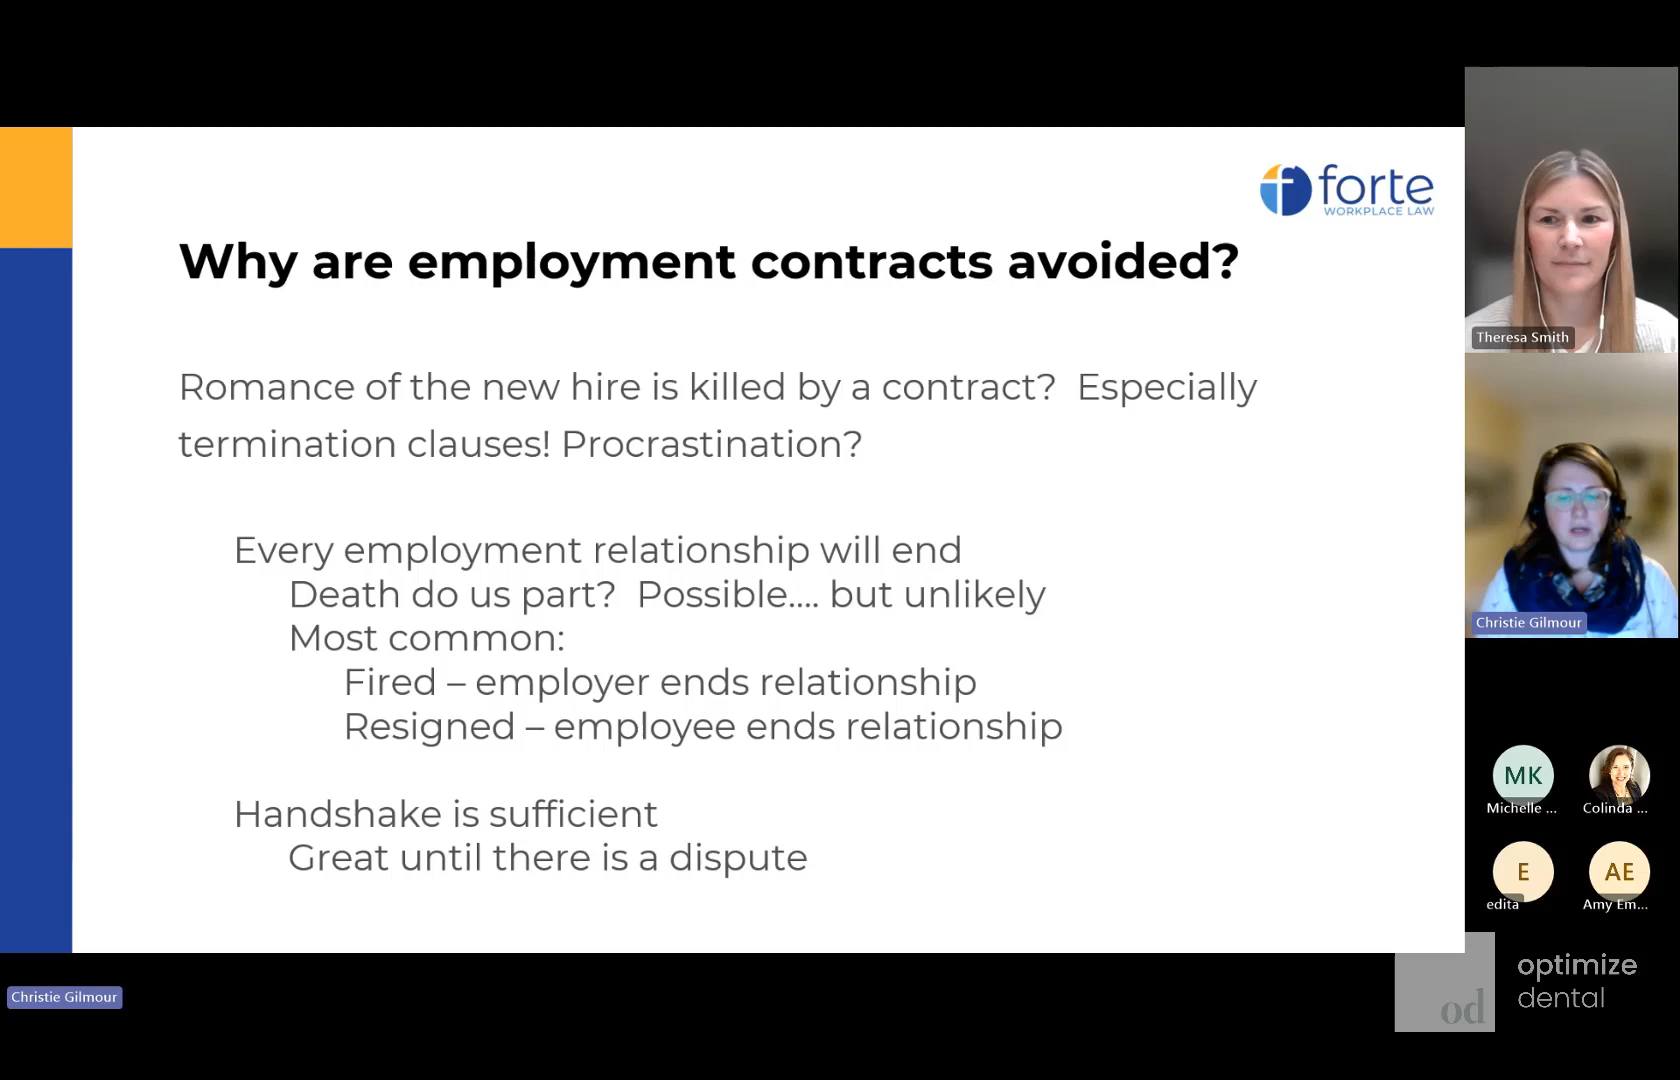 forte
WORKPLACE LAW
Why are employment contracts avoided?
Romance of the new hire is killed by a contract?  Especially
termination clauses! Procrastination?
Every employment relationship will end
Death do us part?  Possible.... but unlikely
Most common:
Fired – employer ends relationship
Resigned – employee ends relationship
Handshake is sufficient
Great until there is a dispute
Theresa Smith
Christie Gilmour
MK
Michelle ...
Colinda ...
E
edita
AE
Amy Em...
Christie Gilmour
od
optimize
dental